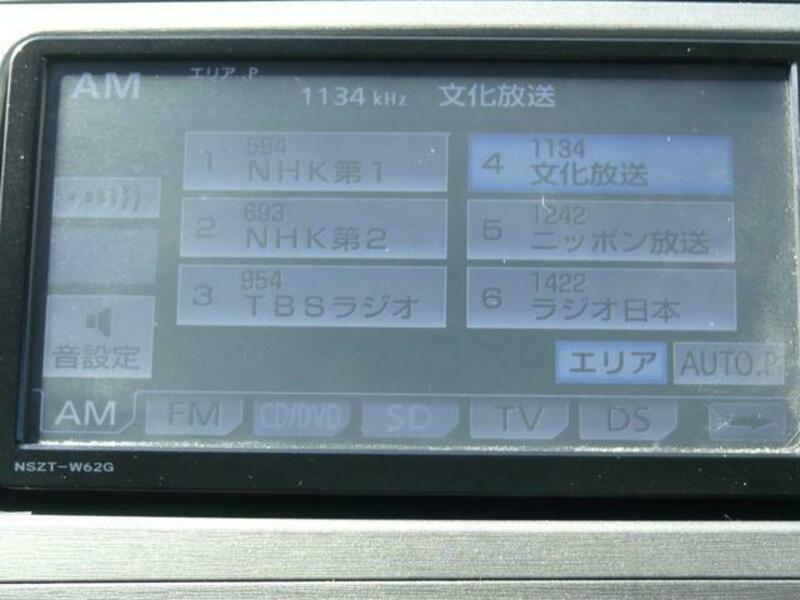 AM エリア.P
1134 kHz 文化放送
1 594 NHK第1
4 1134 文化放送
2 693 NHK第2
5 1242 ニッポン放送
3 954 TBSラジオ
6 1422 ラジオ日本
音設定
エリア AUTO.P
AM FM CD/DVD SD TV DS
NSZT-W62G